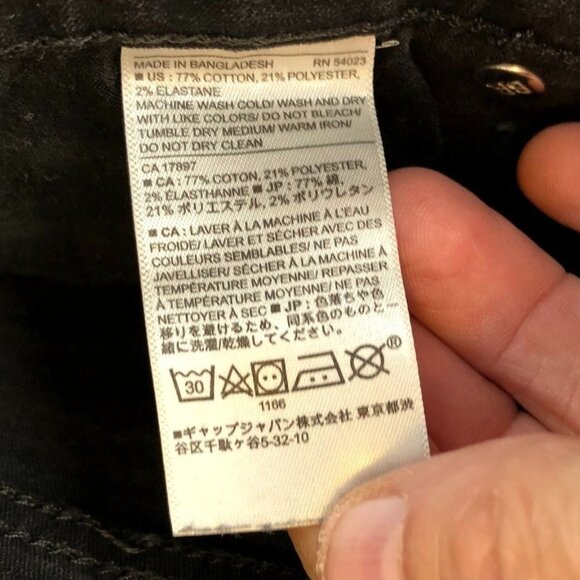 MADE IN BANGLADESH RN 54023
■ US : 77% COTTON, 21% POLYESTER,
2% ELASTANE
MACHINE WASH COLD/ WASH AND DRY
WITH LIKE COLORS/ DO NOT BLEACH/
TUMBLE DRY MEDIUM/ WARM IRON/
DO NOT DRY CLEAN
CA 17897
■ CA : 77% COTON, 21% POLYESTER,
2% ÉLASTHANNE ■ JP : 77% 綿,
21% ポリエステル, 2% ポリウレタン
■ CA : LAVER À LA MACHINE À L'EAU
FROIDE/ LAVER ET SÉCHER AVEC DES
COULEURS SEMBLABLES/ NE PAS
JAVELLISER/ SÉCHER À LA MACHINE À
TEMPÉRATURE MOYENNE/ REPASSER
À TEMPÉRATURE MOYENNE/ NE PAS
NETTOYER À SEC ■ JP : 色落ちや色
移りを避けるため、同系色のものと一
緒に洗濯/乾燥してください.
30 ®
1166
■ギャップジャパン株式会社 東京都渋
谷区千駄ヶ谷5-32-10